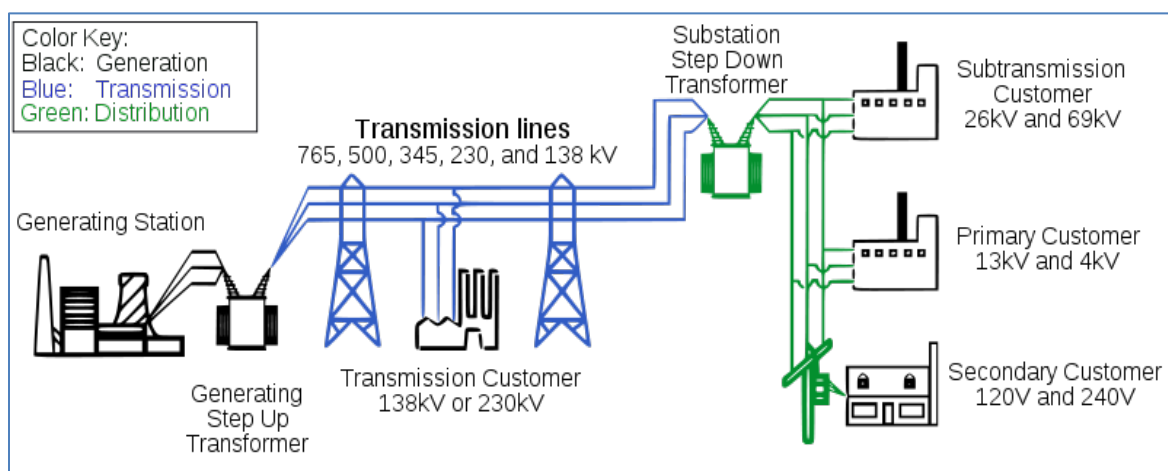 Color Key:
Black: Generation
Blue: Transmission
Green: Distribution
Substation
Step Down
Transformer
Subtransmission
Customer
26kV and 69kV
Transmission lines
765, 500, 345, 230, and 138 kV
Generating Station
Primary Customer
13kV and 4kV
Transmission Customer
138kV or 230kV
Generating
Step Up
Transformer
Secondary Customer
120V and 240V